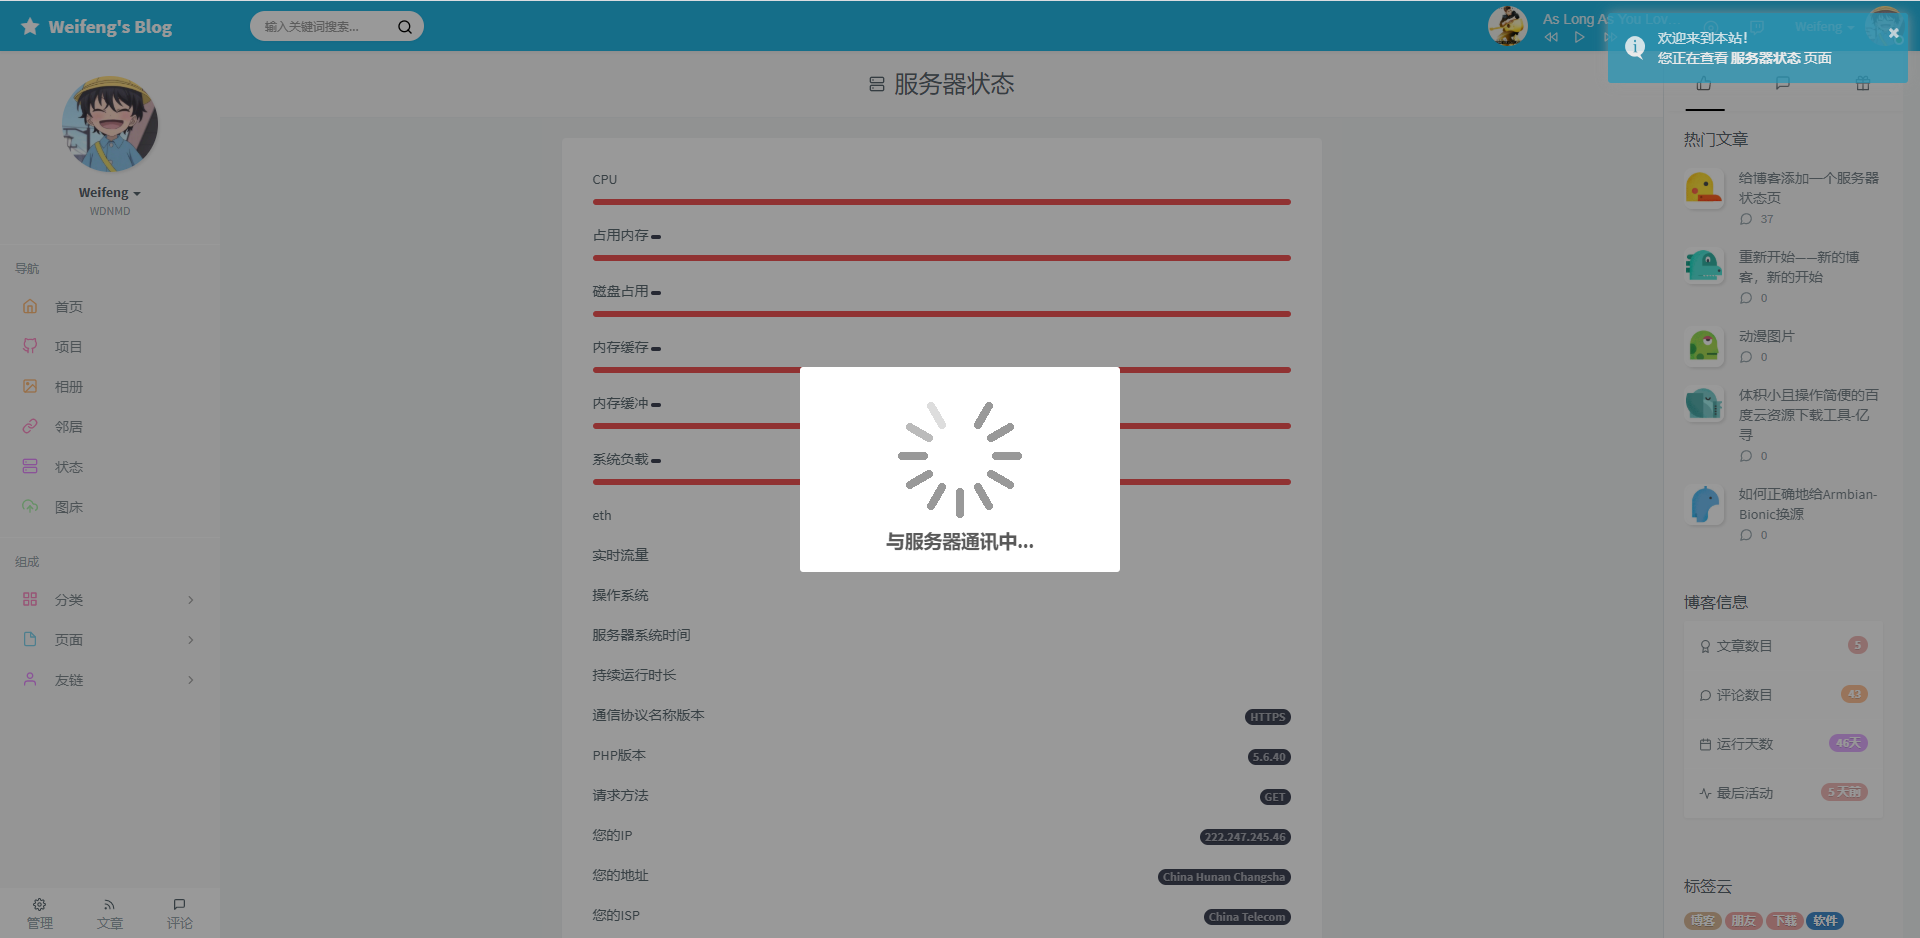 Weifeng's Blog
输入关键词搜索...
As Long As You Lov...
Weifeng
欢迎来到本站！
您正在查看 服务器状态 页面
Weifeng
WDNMD
导航
首页
项目
相册
邻居
状态
图床
组成
分类
页面
友链
管理
文章
评论
服务器状态
CPU
占用内存
磁盘占用
内存缓存
内存缓冲
系统负载
eth
实时流量
操作系统
服务器系统时间
持续运行时长
通信协议名称版本 HTTPS
PHP版本 5.6.40
请求方法 GET
您的IP 222.247.245.46
您的地址 China Hunan Changsha
您的ISP China Telecom
与服务器通讯中...
热门文章
给博客添加一个服务器
状态页
37
重新开始——新的博
客，新的开始
0
动漫图片
0
体积小且操作简便的百
度云资源下载工具-亿
寻
0
如何正确地给Armbian-
Bionic换源
0
博客信息
文章数目 5
评论数目 43
运行天数 46天
最后活动 5 天前
标签云
博客 朋友 下载 软件